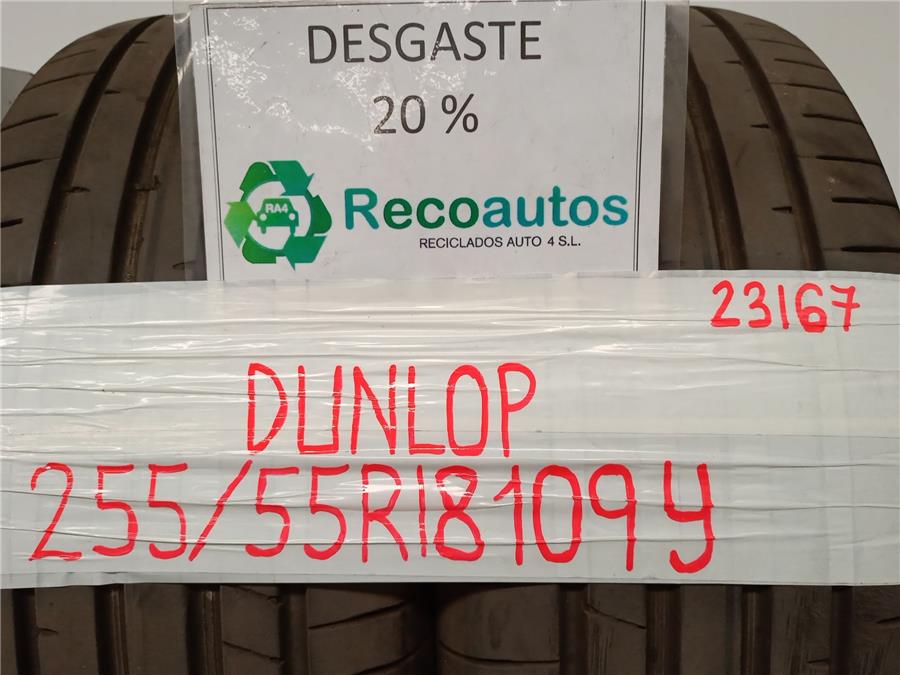 DESGASTE
20 %
RA4
Recoautos
RECICLADOS AUTO 4 S.L.
23167
DUNLOP
255/55R18109Y